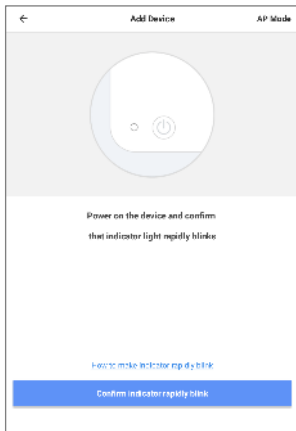 Add Device
AP Mode
Power on the device and confirm
that indicator light rapidly blinks
How to make indicator rapidly blink
Confirm indicator rapidly blink